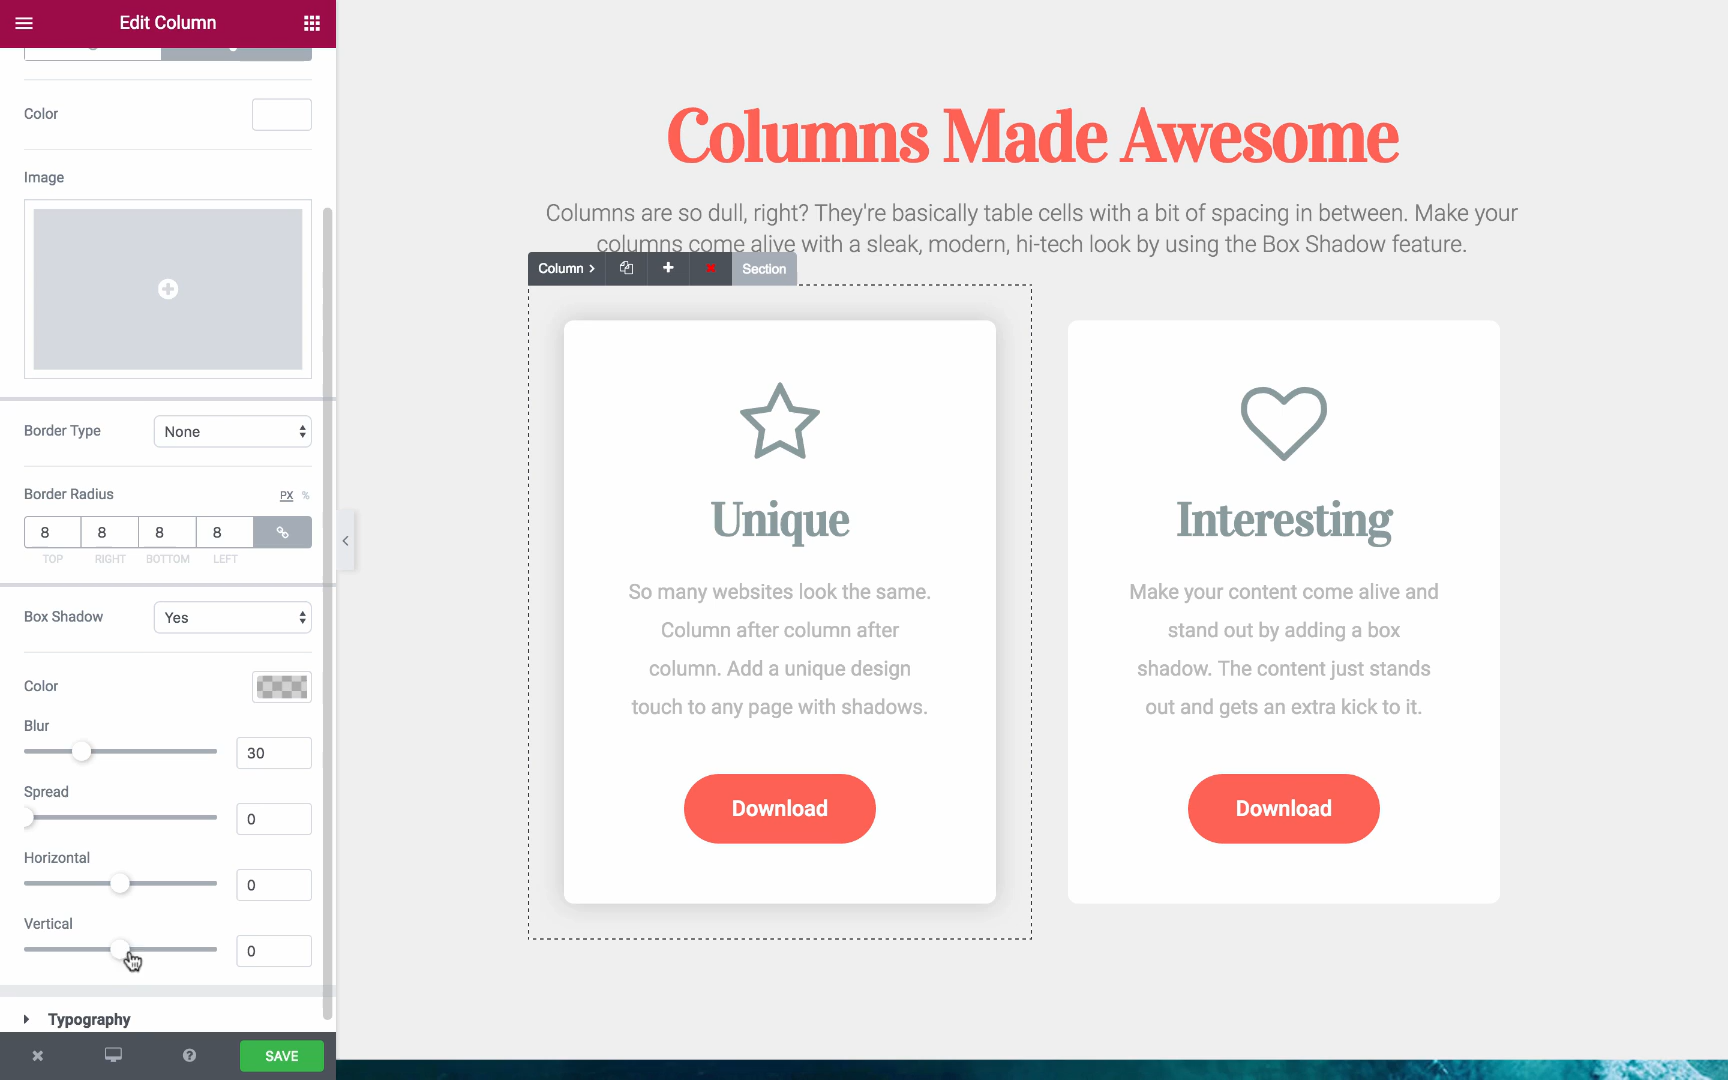 Edit Column
Color
Image
Border Type
None
Border Radius
PX %
8 8 8 8
TOP RIGHT BOTTOM LEFT
Box Shadow
Yes
Color
Blur
30
Spread
0
Horizontal
0
Vertical
0
Typography
SAVE
Columns Made Awesome
Columns are so dull, right? They're basically table cells with a bit of spacing in between. Make your
columns come alive with a sleak, modern, hi-tech look by using the Box Shadow feature.
Column
Section
Unique
So many websites look the same.
Column after column after
column. Add a unique design
touch to any page with shadows.
Download
Interesting
Make your content come alive and
stand out by adding a box
shadow. The content just stands
out and gets an extra kick to it.
Download